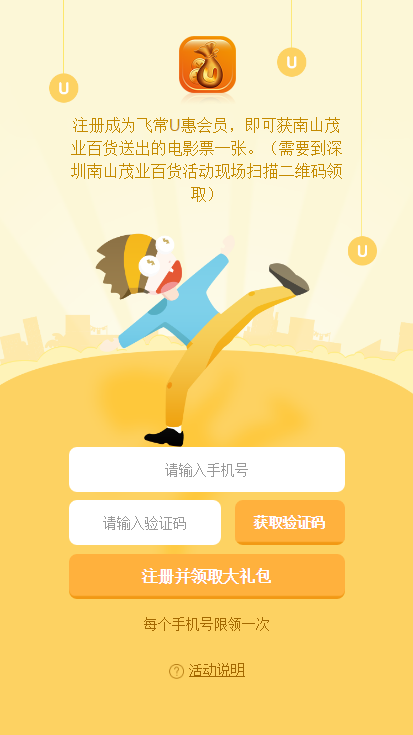 U
U
U
注册成为飞常U惠会员，即可获南山茂
业百货送出的电影票一张。（需要到深
圳南山茂业百货活动现场扫描二维码领
取）
U
请输入手机号
请输入验证码
获取验证码
注册并领取大礼包
每个手机号限领一次
? 活动说明